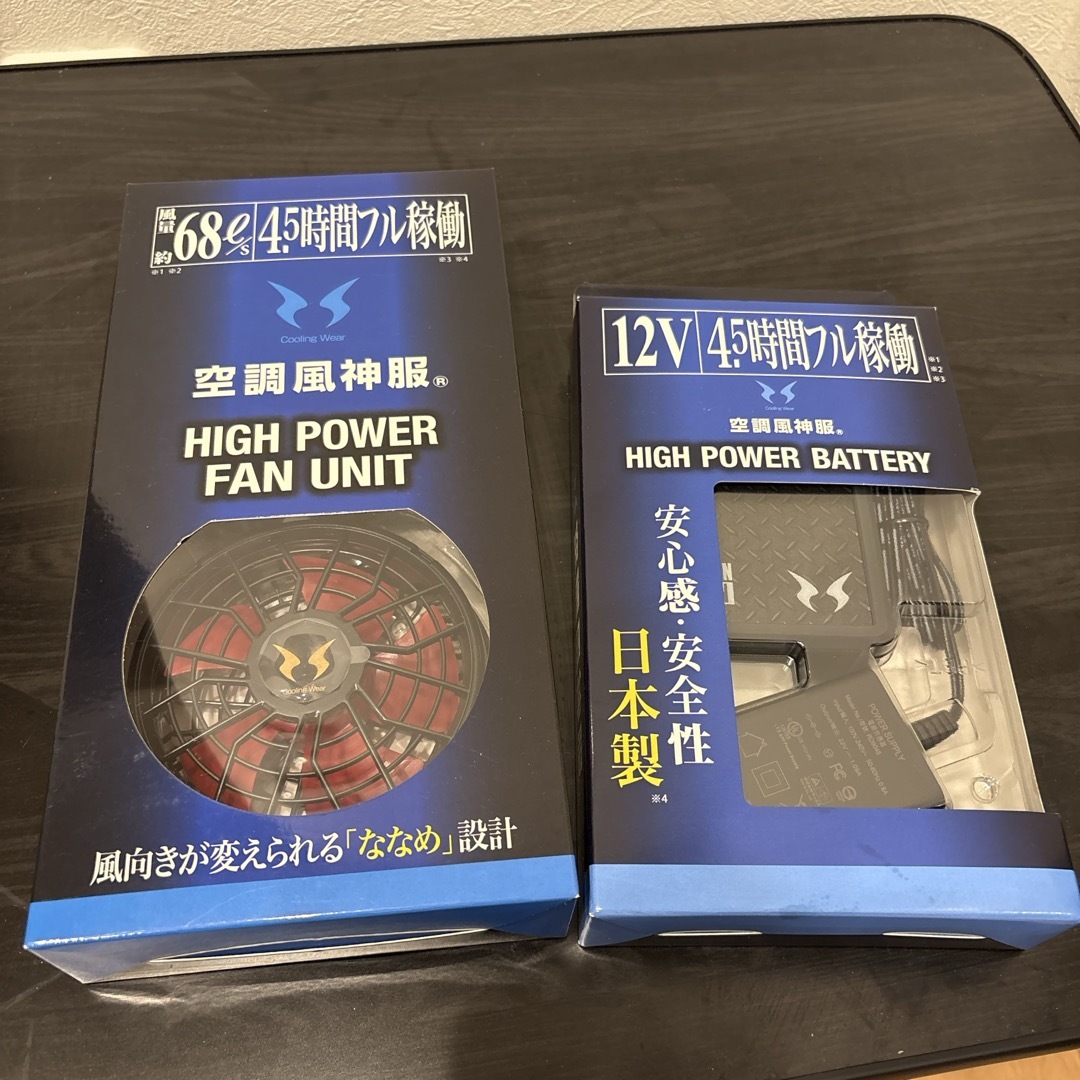 風量 約 68ℓ/s 4.5時間フル稼働
※1 ※2 ※3 ※4
Cooling Wear
空調風神服®
HIGH POWER
FAN UNIT
Cooling Wear
風向きが変えられる「ななめ」設計
12V 4.5時間フル稼働
※1
※2
※3
Cooling Wear
空調風神服®
HIGH POWER BATTERY
安心感・安全性
日本製
※4
POWER SUPPLY